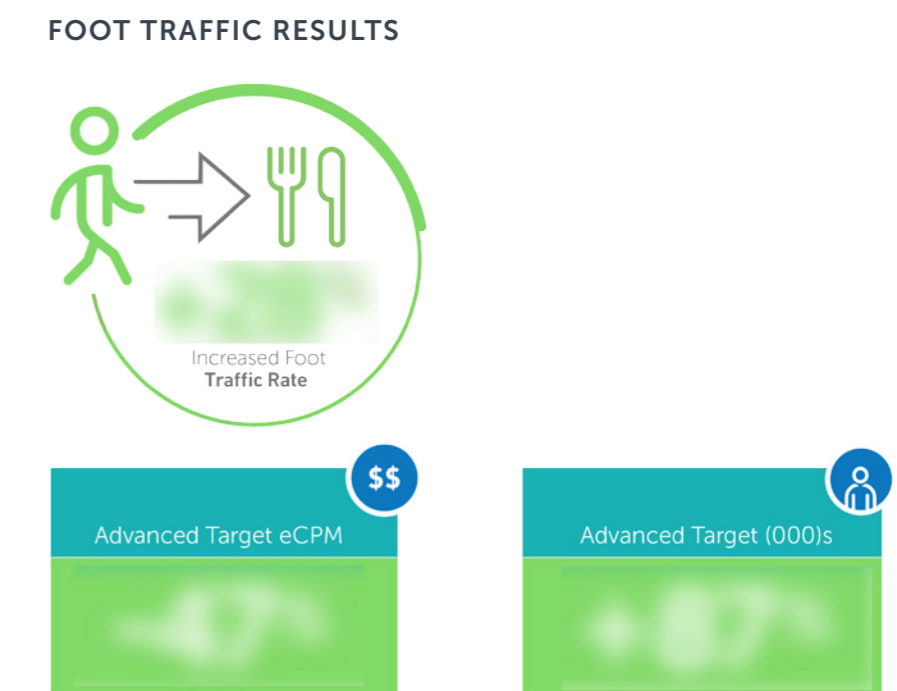 FOOT TRAFFIC RESULTS
Increased Foot
Traffic Rate
$$
Advanced Target eCPM
Advanced Target (000)s